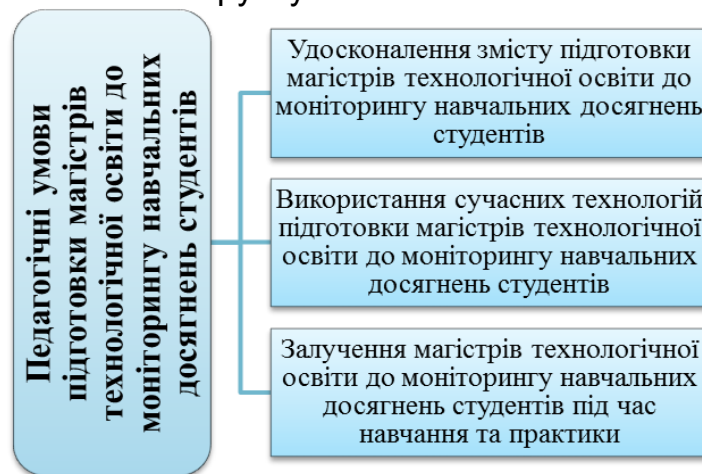 Педагогічні умови
підготовки магістрів
технологічної освіти до
моніторингу навчальних
досягнень студентів
Удосконалення змісту підготовки
магістрів технологічної освіти до
моніторингу навчальних досягнень
студентів
Використання сучасних технологій
підготовки магістрів технологічної
освіти до моніторингу навчальних
досягнень студентів
Залучення магістрів технологічної
освіти до моніторингу навчальних
досягнень студентів під час
навчання та практики